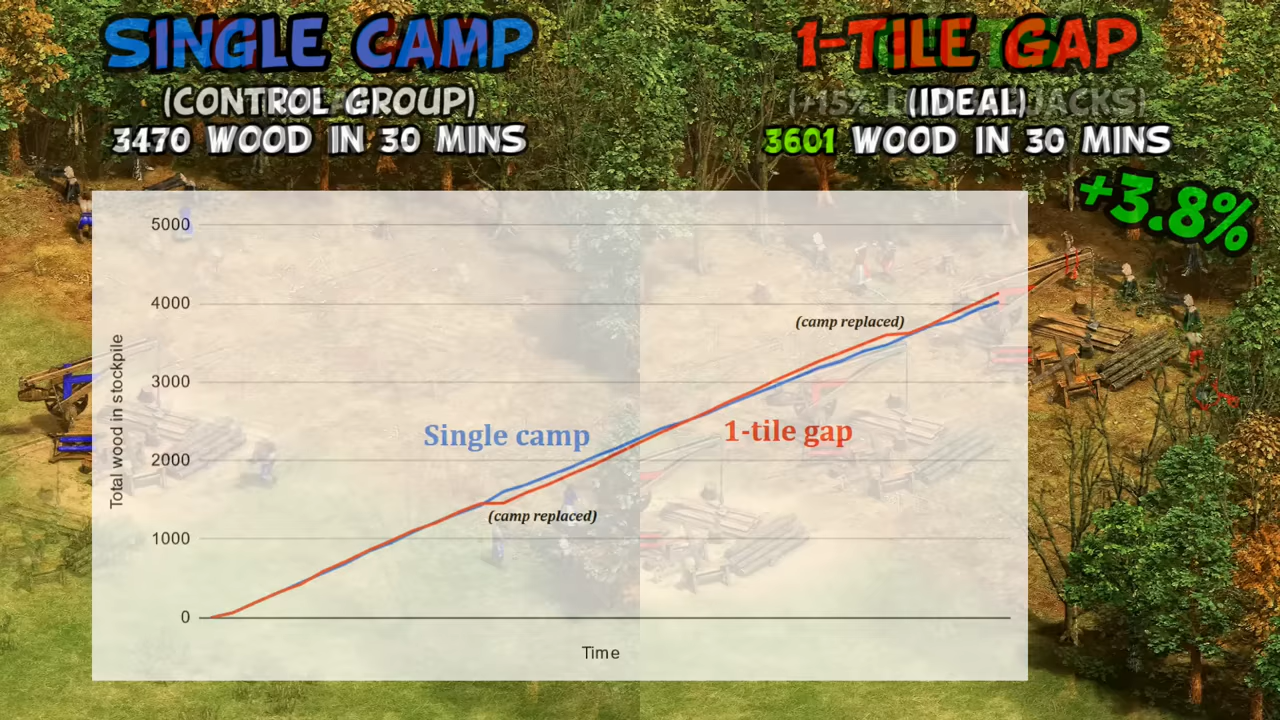 SINGLE CAMP
(CONTROL GROUP)
3470 WOOD IN 30 MINS
1-TILE GAP
(IDEAL)
3601 WOOD IN 30 MINS
+3.8%
5000
4000
3000
2000
1000
0
Total wood in stockpile
(camp replaced)
Single camp
1-tile gap
(camp replaced)
Time